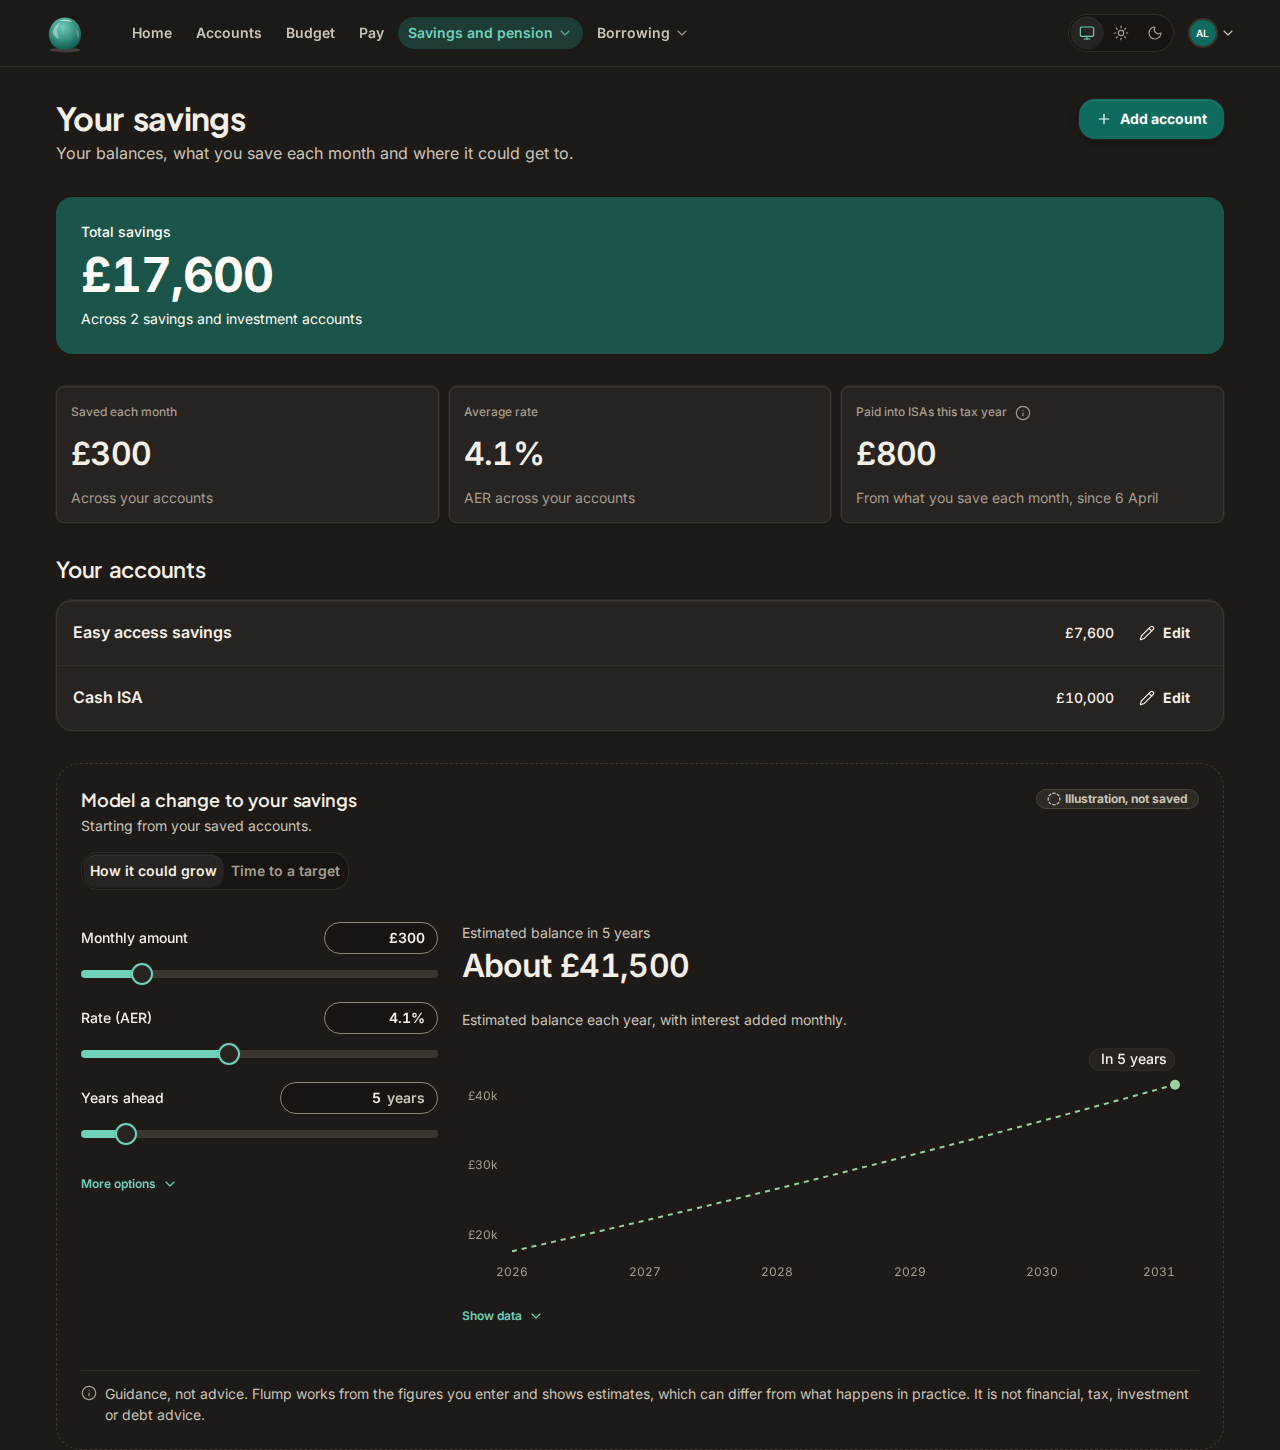 Home Accounts Budget Pay Savings and pension Borrowing AL
Your savings
Add account
Your balances, what you save each month and where it could get to.
Total savings
£17,600
Across 2 savings and investment accounts
Saved each month
£300
Across your accounts
Average rate
4.1%
AER across your accounts
Paid into ISAs this tax year
£800
From what you save each month, since 6 April
Your accounts
Easy access savings £7,600 Edit
Cash ISA £10,000 Edit
Model a change to your savings
Illustration, not saved
Starting from your saved accounts.
How it could grow Time to a target
Monthly amount £300
Rate (AER) 4.1%
Years ahead 5 years
More options
Estimated balance in 5 years
About £41,500
Estimated balance each year, with interest added monthly.
In 5 years
£40k
£30k
£20k
2026 2027 2028 2029 2030 2031
Show data
Guidance, not advice. Flump works from the figures you enter and shows estimates, which can differ from what happens in practice. It is not financial, tax, investment
or debt advice.